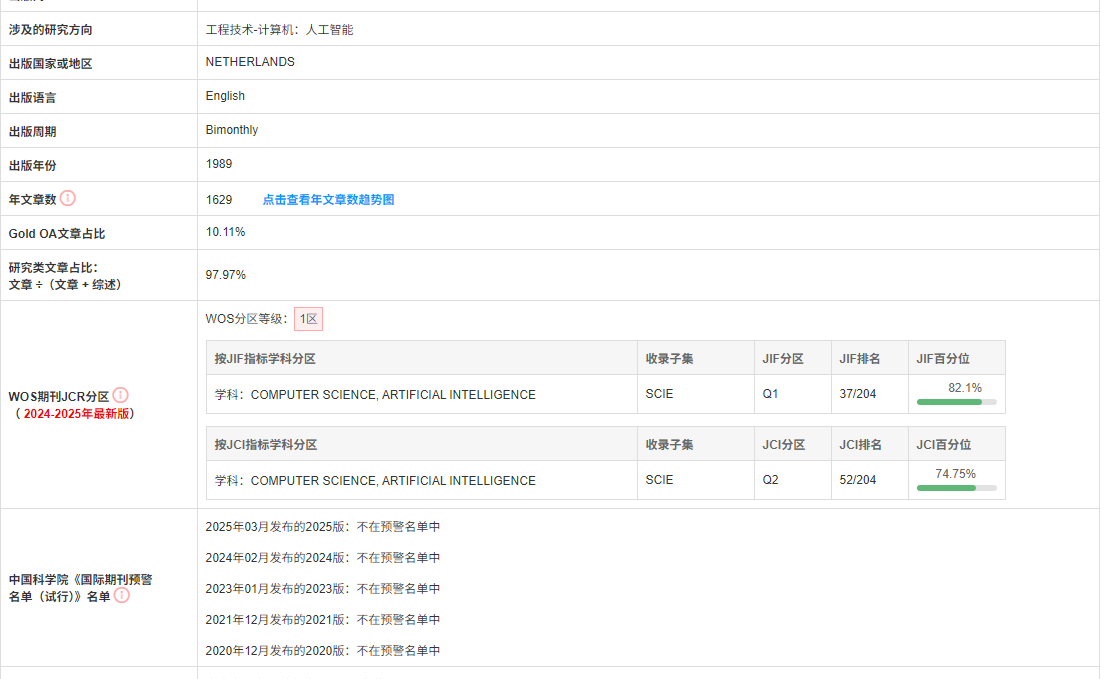 涉及的研究方向 工程技术-计算机：人工智能
出版国家或地区 NETHERLANDS
出版语言 English
出版周期 Bimonthly
出版年份 1989
年文章数 1629 点击查看年文章数趋势图
Gold OA文章占比 10.11%
研究类文章占比：
文章 ÷（文章 + 综述） 97.97%
WOS期刊JCR分区
（ 2024-2025年最新版）
WOS分区等级：1区
按JIF指标学科分区 收录子集 JIF分区 JIF排名 JIF百分位
学科：COMPUTER SCIENCE, ARTIFICIAL INTELLIGENCE SCIE Q1 37/204 82.1%
按JCI指标学科分区 收录子集 JCI分区 JCI排名 JCI百分位
学科：COMPUTER SCIENCE, ARTIFICIAL INTELLIGENCE SCIE Q2 52/204 74.75%
中国科学院《国际期刊预警
名单（试行）》名单
2025年03月发布的2025版：不在预警名单中
2024年02月发布的2024版：不在预警名单中
2023年01月发布的2023版：不在预警名单中
2021年12月发布的2021版：不在预警名单中
2020年12月发布的2020版：不在预警名单中